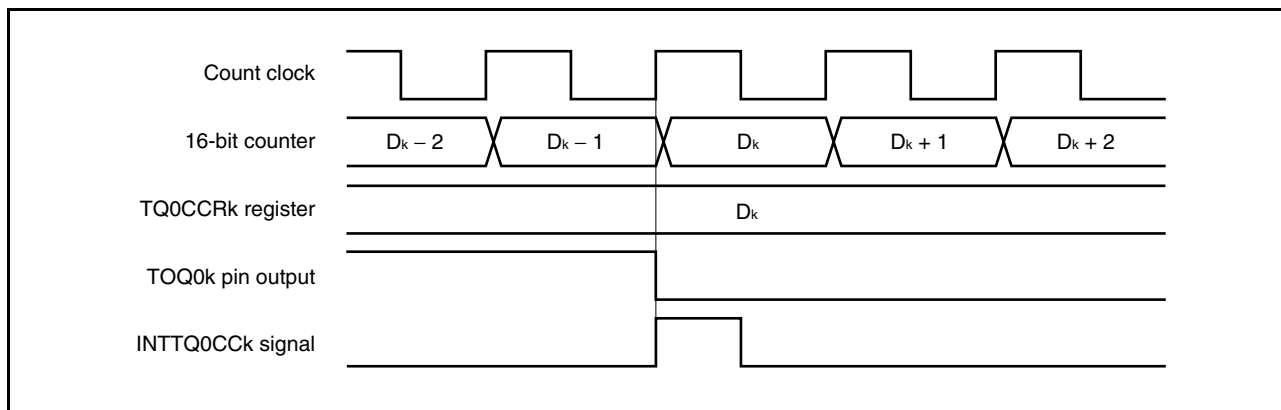 Count clock
16-bit counter
Dk − 2
Dk − 1
Dk
Dk + 1
Dk + 2
TQ0CCRk register
Dk
TOQ0k pin output
INTTQ0CCk signal